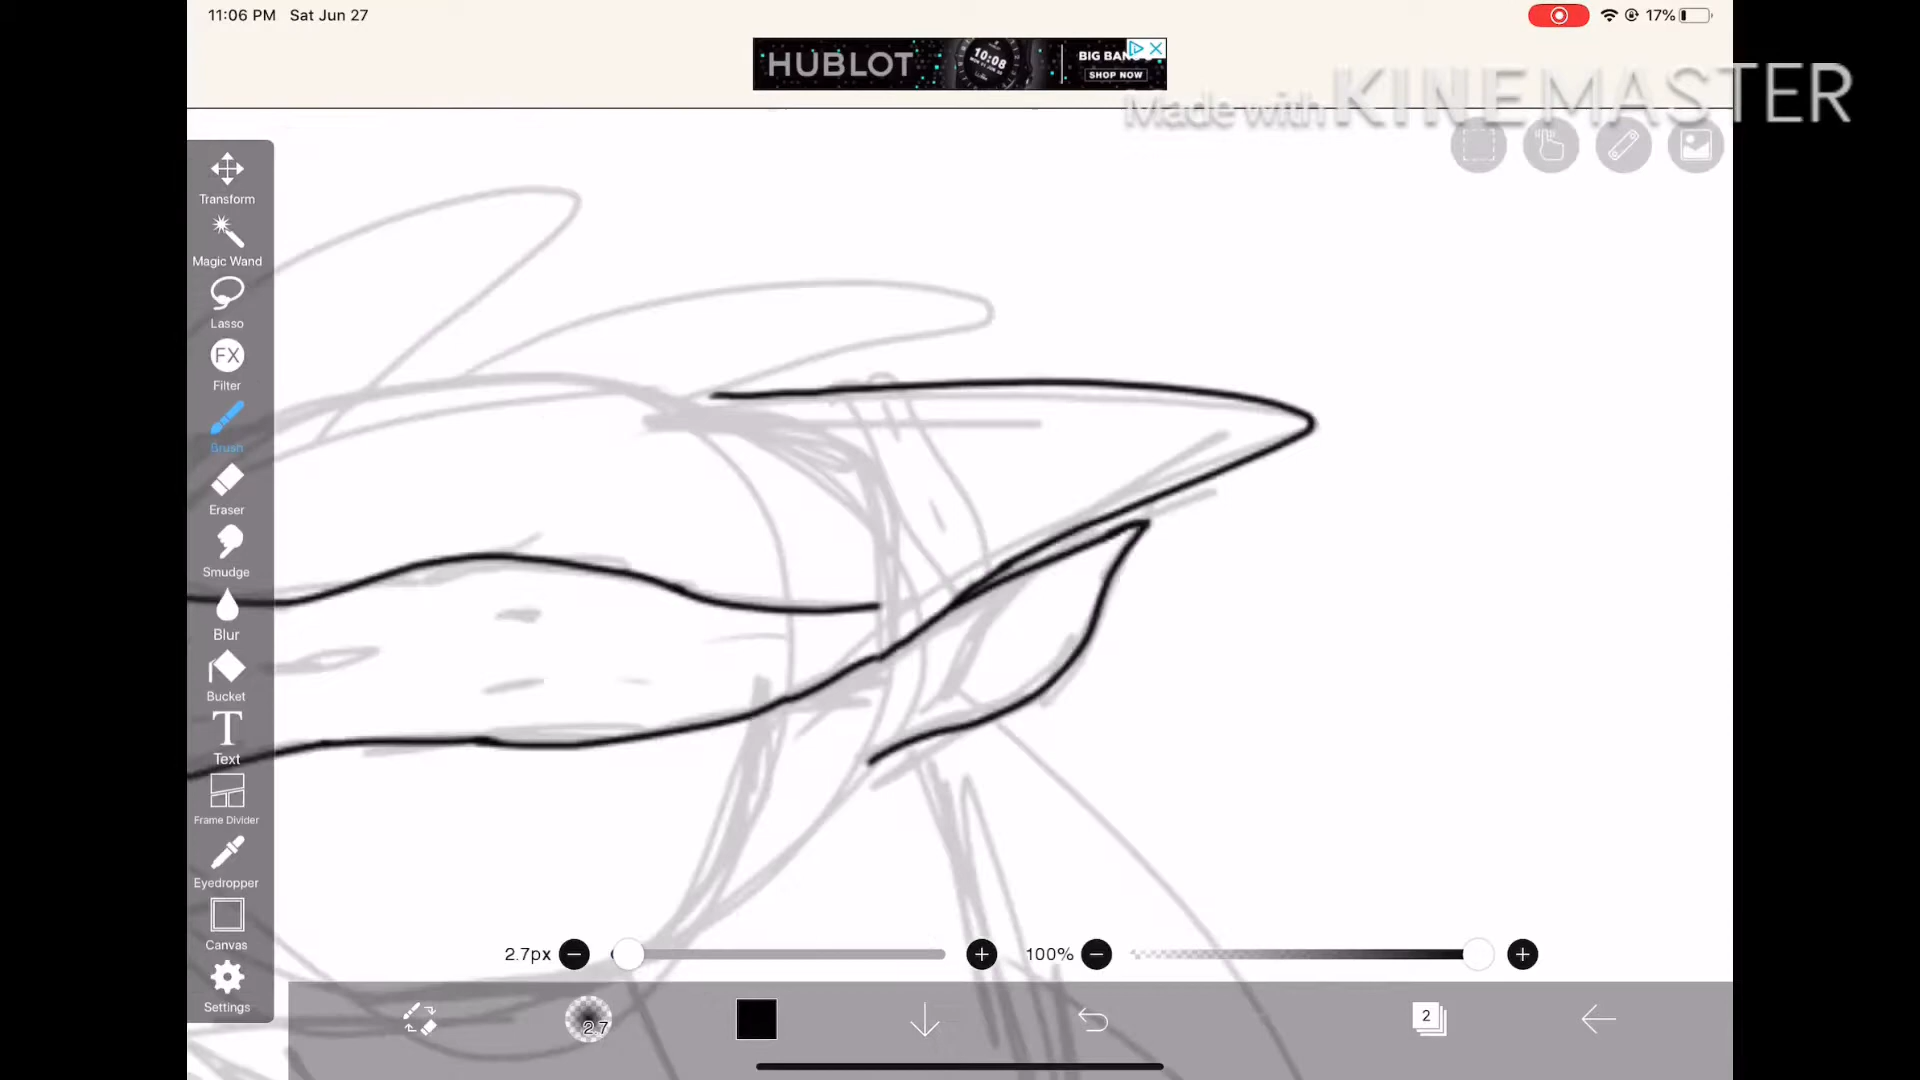 11:06 PM Sat Jun 27
17%
HUBLOT
10:08
BIG BANG
SHOP NOW
Made with KINEMASTER
Transform
Magic Wand
Lasso
FX
Filter
Brush
Eraser
Smudge
Blur
Bucket
T
Text
Frame Divider
Eyedropper
Canvas
Settings
2.7px
100%
2.7
2